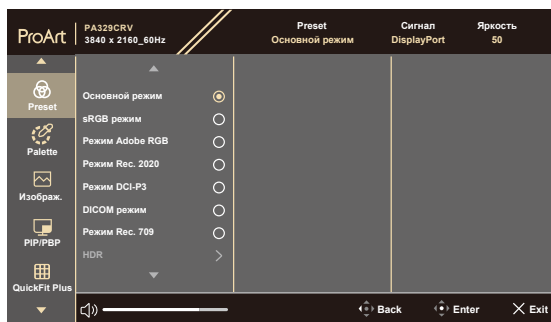 ProArt
PA329CRV
3840 x 2160_60Hz
Preset
Основной режим
Сигнал
DisplayPort
Яркость
50
Preset
Palette
Изображ.
PIP/PBP
QuickFit Plus
Основной режим
sRGB режим
Режим Adobe RGB
Режим Rec. 2020
Режим DCI-P3
DICOM режим
Режим Rec. 709
HDR
Back
Enter
Exit